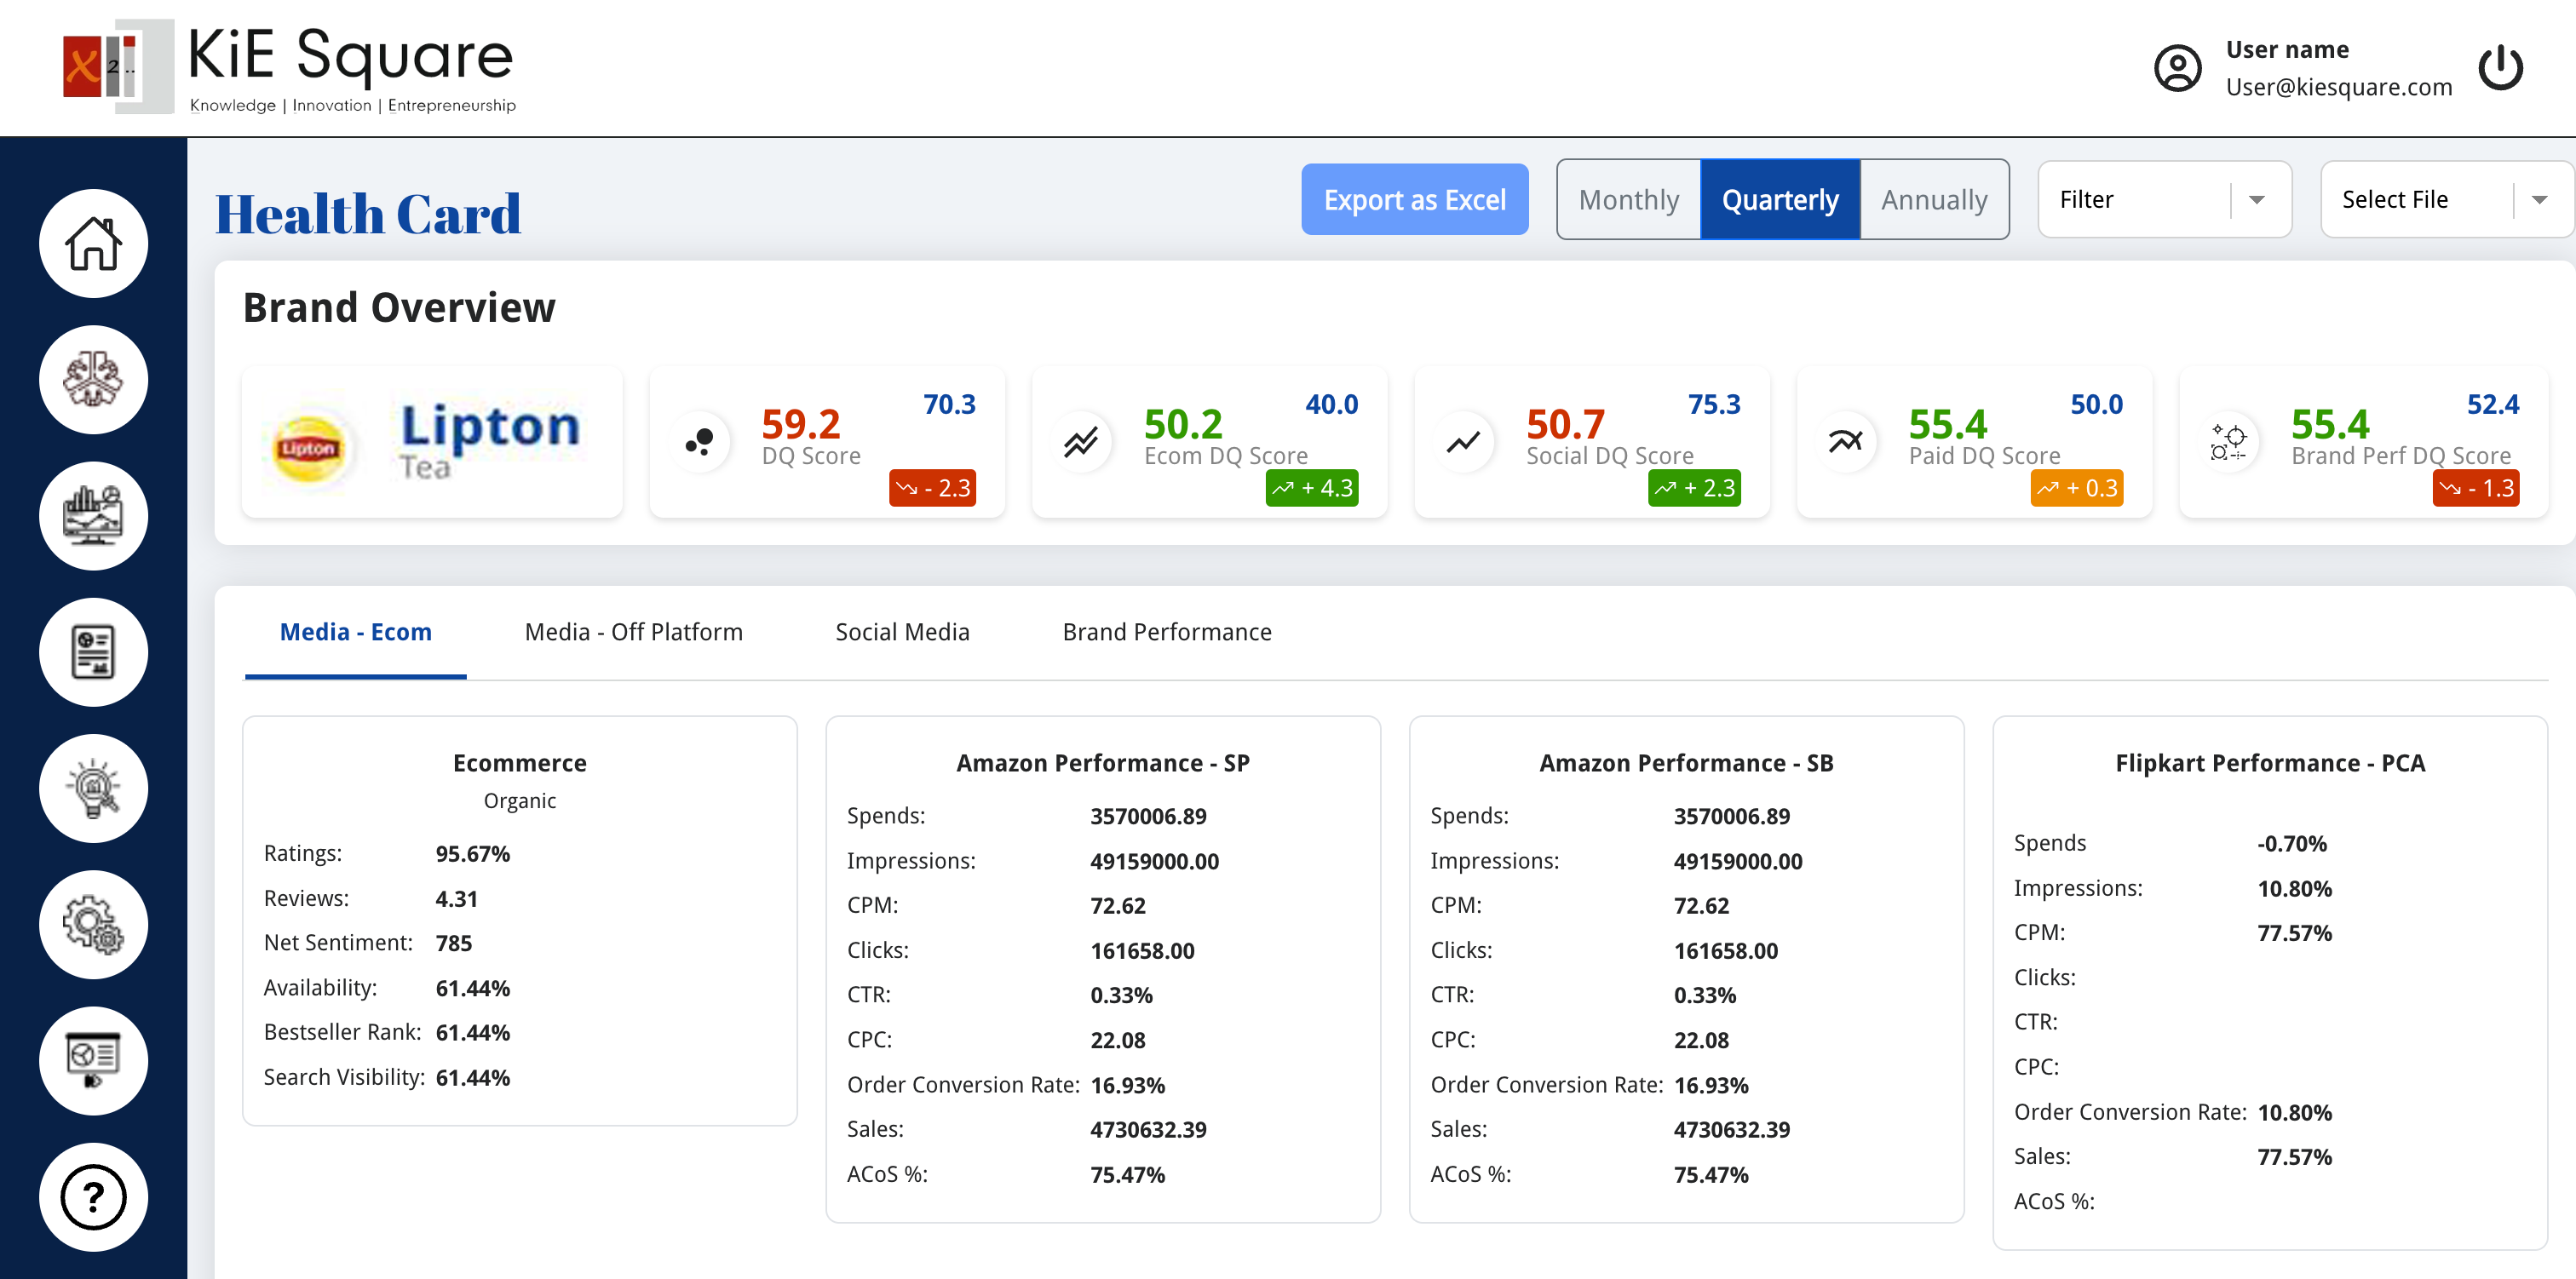 x 2 ..
KiE Square
Knowledge | Innovation | Entrepreneurship
User name
User@kiesquare.com
Health Card
Export as Excel
Monthly
Quarterly
Annually
Filter
Select File
Brand Overview
Lipton
Lipton
Tea
59.2
70.3
DQ Score
- 2.3
50.2
40.0
Ecom DQ Score
+ 4.3
50.7
75.3
Social DQ Score
+ 2.3
55.4
50.0
Paid DQ Score
+ 0.3
55.4
52.4
Brand Perf DQ Score
- 1.3
Media - Ecom
Media - Off Platform
Social Media
Brand Performance
Ecommerce
Organic
Ratings: 95.67%
Reviews: 4.31
Net Sentiment: 785
Availability: 61.44%
Bestseller Rank: 61.44%
Search Visibility: 61.44%
Amazon Performance - SP
Spends: 3570006.89
Impressions: 49159000.00
CPM: 72.62
Clicks: 161658.00
CTR: 0.33%
CPC: 22.08
Order Conversion Rate: 16.93%
Sales: 4730632.39
ACoS %: 75.47%
Amazon Performance - SB
Spends: 3570006.89
Impressions: 49159000.00
CPM: 72.62
Clicks: 161658.00
CTR: 0.33%
CPC: 22.08
Order Conversion Rate: 16.93%
Sales: 4730632.39
ACoS %: 75.47%
Flipkart Performance - PCA
Spends -0.70%
Impressions: 10.80%
CPM: 77.57%
Clicks:
CTR:
CPC:
Order Conversion Rate: 10.80%
Sales: 77.57%
ACoS %:
?